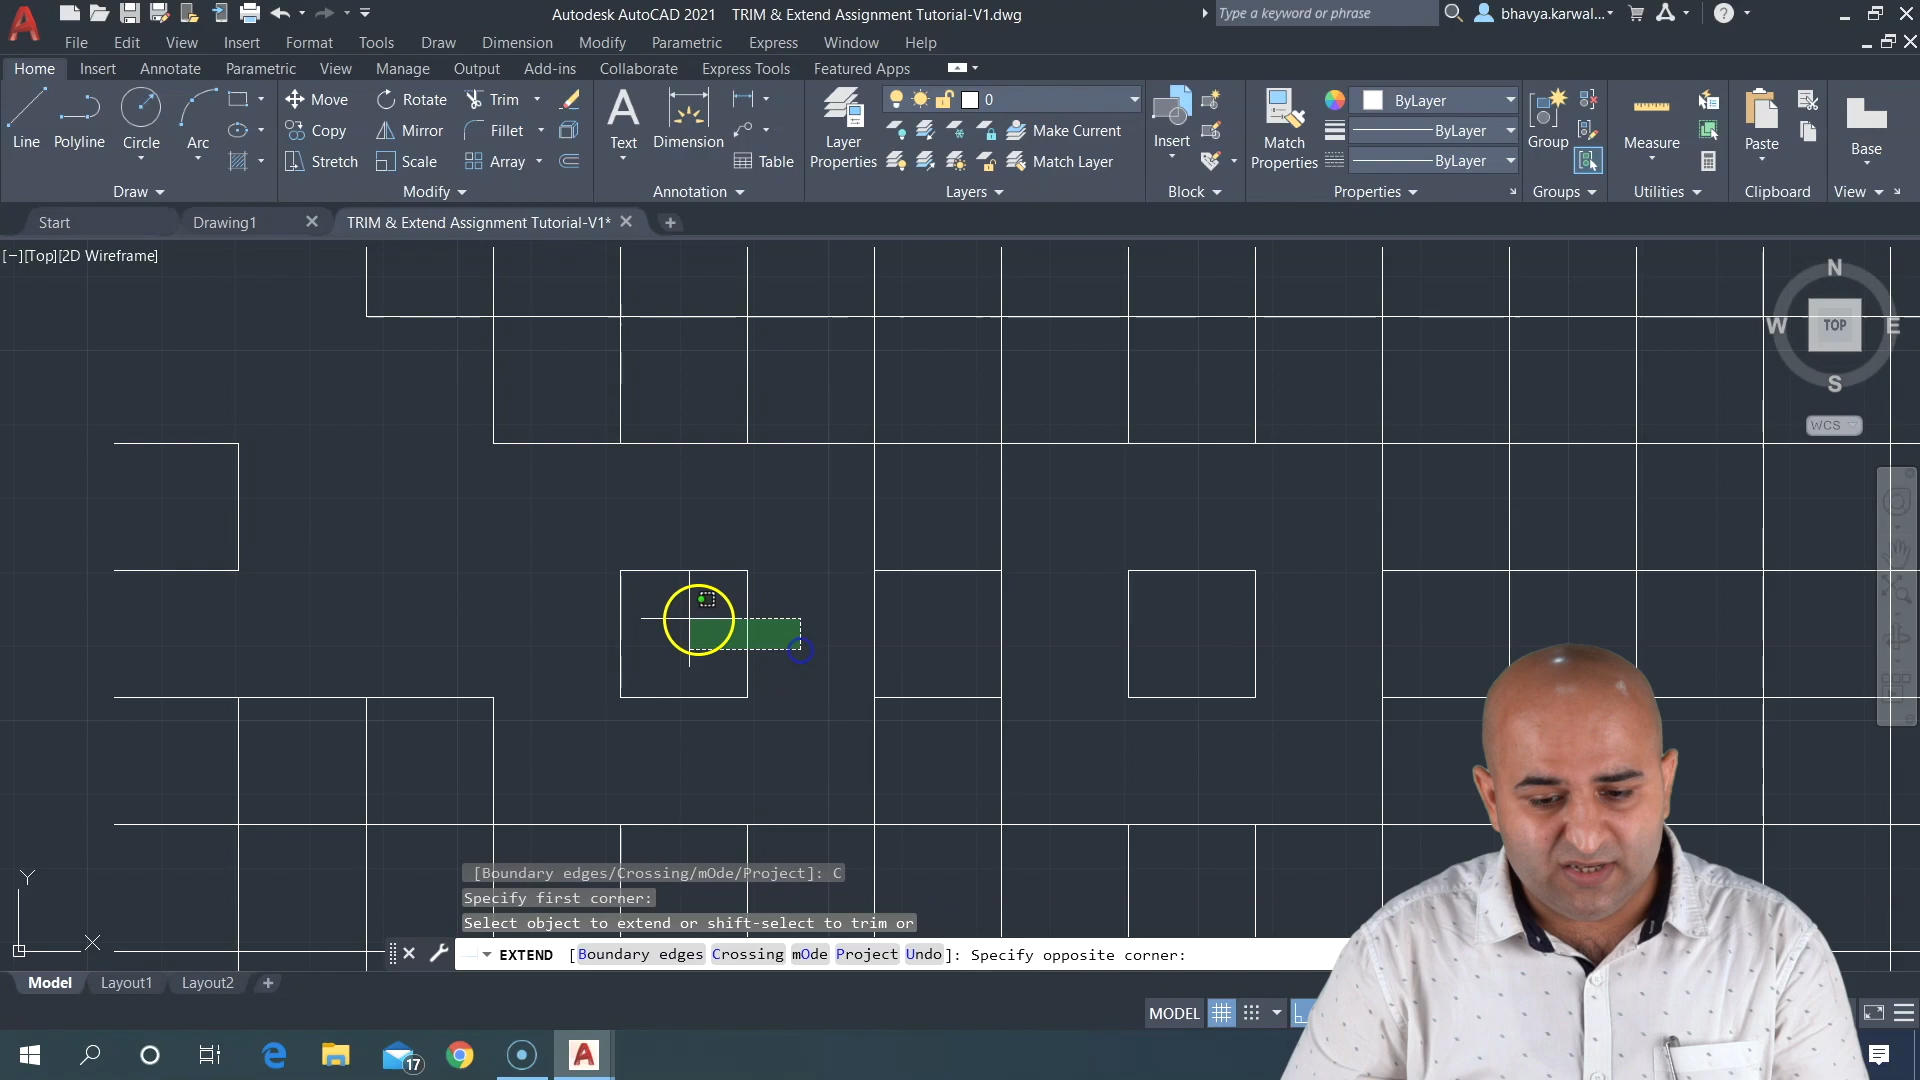 Autodesk AutoCAD 2021 TRIM & Extend Assignment Tutorial-V1.dwg
Type a keyword or phrase
bhavya.karwal...
File Edit View Insert Format Tools Draw Dimension Modify Parametric Express Window Help
Home Insert Annotate Parametric View Manage Output Add-ins Collaborate Express Tools Featured Apps
Line Polyline Circle Arc
Move Rotate Trim
Copy Mirror Fillet
Stretch Scale Array
Text Dimension Table
Layer Properties
0
Make Current
Match Layer
Insert
Match Properties
ByLayer
ByLayer
ByLayer
Group
Measure
Paste
Base
Draw Modify Annotation Layers Block Properties Groups Utilities Clipboard View
Start Drawing1 TRIM & Extend Assignment Tutorial-V1*
[−][Top][2D Wireframe]
N
W TOP E
S
WCS
Y
X
[Boundary edges/Crossing/mOde/Project]: C
Specify first corner:
Select object to extend or shift-select to trim or
EXTEND [Boundary edges Crossing mOde Project Undo]: Specify opposite corner:
Model Layout1 Layout2
MODEL
17